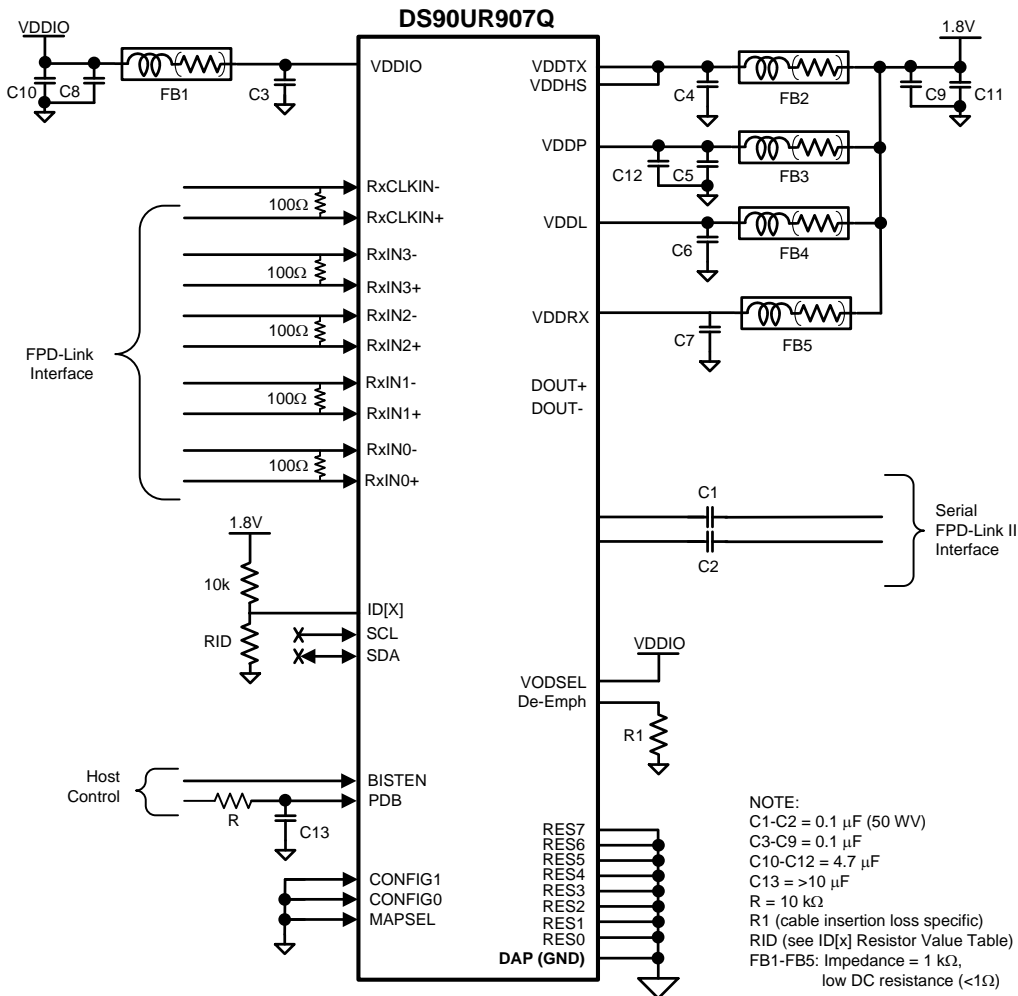 DS90UR907Q
VDDIO
C10
C8
FB1
C3
VDDIO
RxCLKIN-
100Ω
RxCLKIN+
RxIN3-
100Ω
RxIN3+
RxIN2-
100Ω
RxIN2+
RxIN1-
100Ω
RxIN1+
RxIN0-
100Ω
RxIN0+
FPD-Link
Interface
1.8V
10k
RID
ID[X]
SCL
SDA
Host
Control
BISTEN
PDB
R
C13
CONFIG1
CONFIG0
MAPSEL
VDDTX
VDDHS
C4
FB2
1.8V
C9
C11
VDDP
C12
C5
FB3
VDDL
C6
FB4
VDDRX
C7
FB5
DOUT+
DOUT-
C1
C2
Serial
FPD-Link II
Interface
VDDIO
VODSEL
De-Emph
R1
RES7
RES6
RES5
RES4
RES3
RES2
RES1
RES0
DAP (GND)
NOTE:
C1-C2 = 0.1 μF (50 WV)
C3-C9 = 0.1 μF
C10-C12 = 4.7 μF
C13 = >10 μF
R = 10 kΩ
R1 (cable insertion loss specific)
RID (see ID[x] Resistor Value Table)
FB1-FB5: Impedance = 1 kΩ,
low DC resistance (<1Ω)